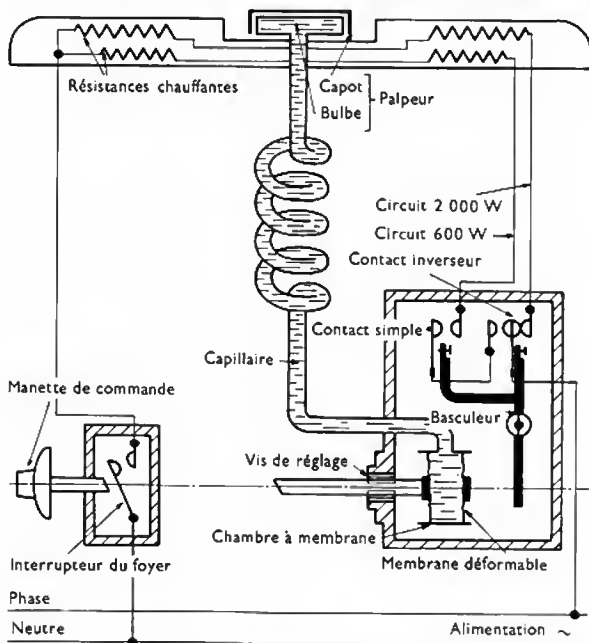 Résistances chauffantes
Capot
Bulbe
Palpeur
Circuit 2 000 W
Circuit 600 W
Contact inverseur
Contact simple
Capillaire
Manette de commande
Basculeur
Vis de réglage
Chambre à membrane
Membrane déformable
Interrupteur du foyer
Phase
Neutre
Alimentation ~